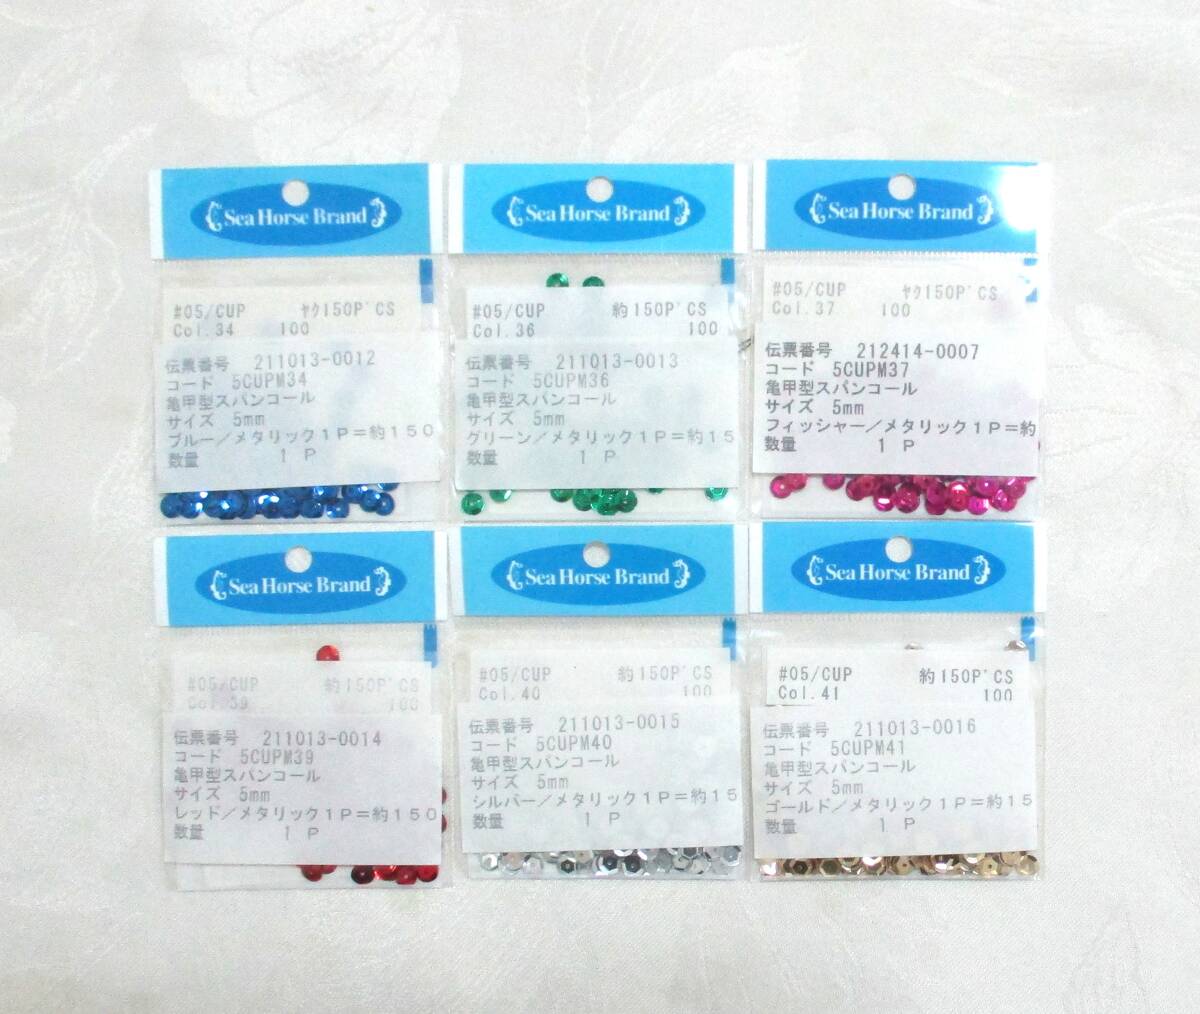 Sea Horse Brand
#05/CUP ﾔｸ150P'CS
Col.34 100
伝票番号 211013-0012
コード 5CUPM34
亀甲型スパンコール
サイズ 5mm
ブルー／メタリック１Ｐ＝約１５０
数量 １ Ｐ
Sea Horse Brand
#05/CUP 約150P'CS
Col.36 100
伝票番号 211013-0013
コード 5CUPM36
亀甲型スパンコール
サイズ 5mm
グリーン／メタリック１Ｐ＝約１５
数量 １ Ｐ
Sea Horse Brand
#05/CUP ﾔｸ150P'CS
Col.37 100
伝票番号 212414-0007
コード 5CUPM37
亀甲型スパンコール
サイズ 5mm
フィッシャー／メタリック１Ｐ＝約
数量 １ Ｐ
Sea Horse Brand
#05/CUP 約150P'CS
Col.39 100
伝票番号 211013-0014
コード 5CUPM39
亀甲型スパンコール
サイズ 5mm
レッド／メタリック１Ｐ＝約１５０
数量 １ Ｐ
Sea Horse Brand
#05/CUP 約150P'CS
Col.40 100
伝票番号 211013-0015
コード 5CUPM40
亀甲型スパンコール
サイズ 5mm
シルバー／メタリック１Ｐ＝約１５
数量 １ Ｐ
Sea Horse Brand
#05/CUP 約150P'CS
Col.41 100
伝票番号 211013-0016
コード 5CUPM41
亀甲型スパンコール
サイズ 5mm
ゴールド／メタリック１Ｐ＝約１５
数量 １ Ｐ